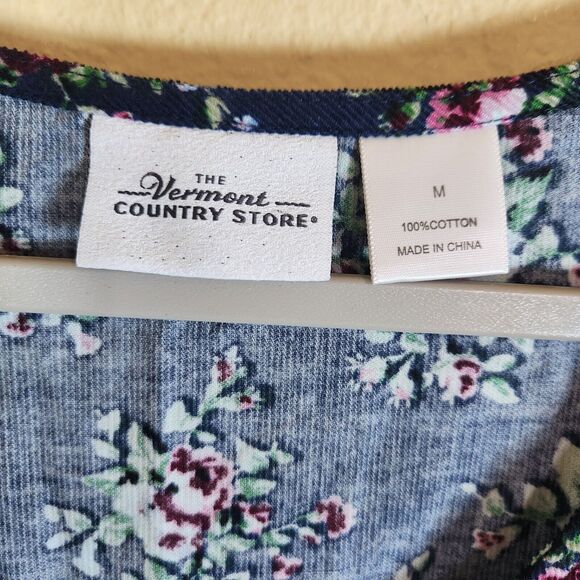 THE
Vermont
COUNTRY STORE®
M
100%COTTON
MADE IN CHINA